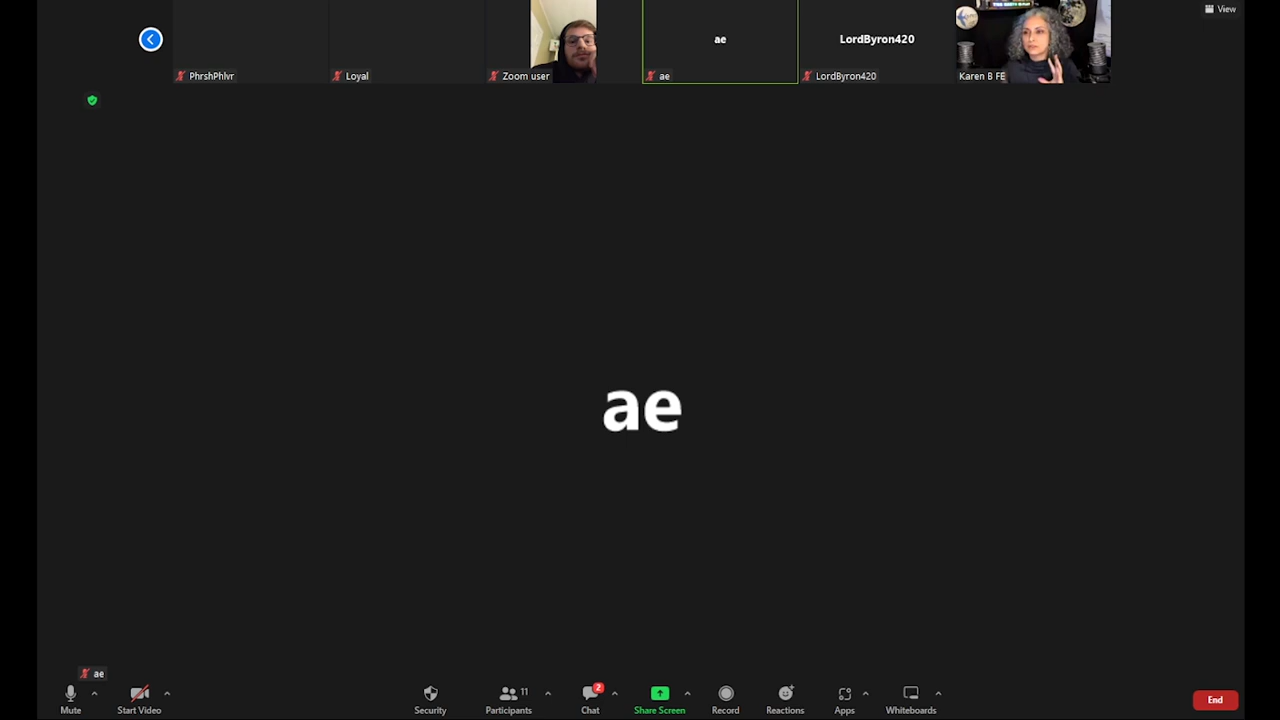 View
ae
LordByron420
PhrshPhlvr
Loyal
Zoom user
ae
LordByron420
Karen B FE
ae
ae
Mute
Start Video
Security
Participants
11
Chat
2
Share Screen
Record
Reactions
Apps
Whiteboards
End